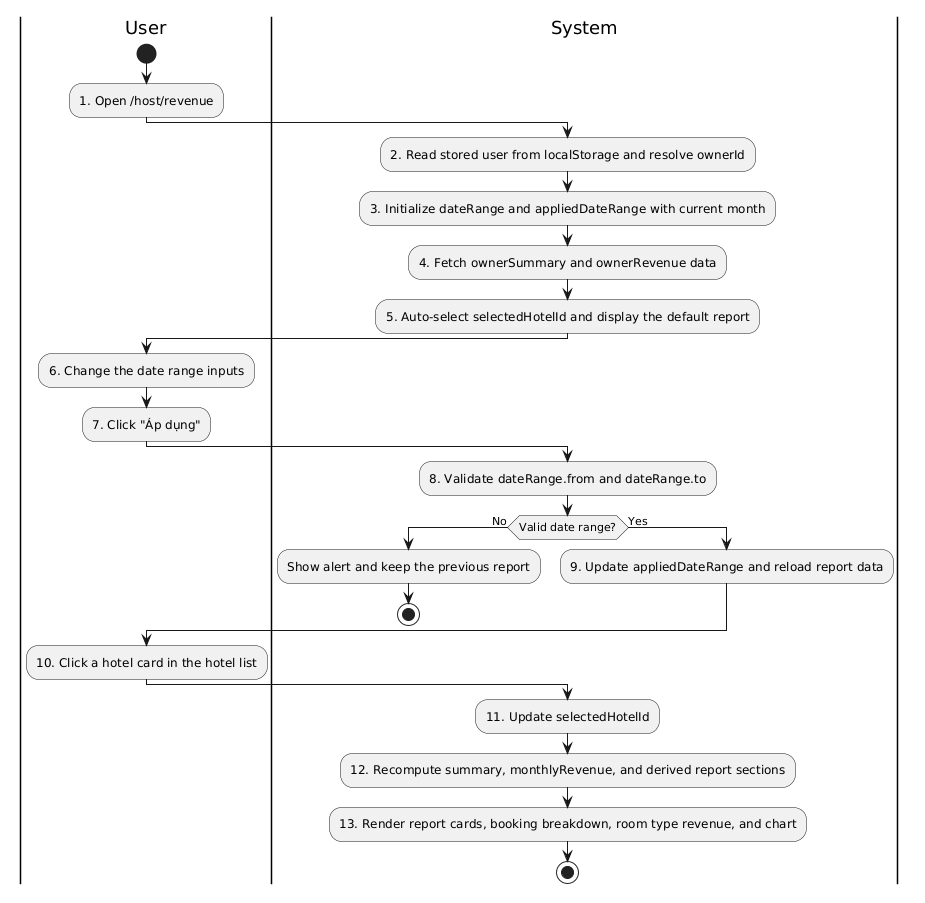 User
System
1. Open /host/revenue
2. Read stored user from localStorage and resolve ownerId
3. Initialize dateRange and appliedDateRange with current month
4. Fetch ownerSummary and ownerRevenue data
5. Auto-select selectedHotelId and display the default report
6. Change the date range inputs
7. Click "Áp dụng"
8. Validate dateRange.from and dateRange.to
No
Valid date range?
Yes
Show alert and keep the previous report
9. Update appliedDateRange and reload report data
10. Click a hotel card in the hotel list
11. Update selectedHotelId
12. Recompute summary, monthlyRevenue, and derived report sections
13. Render report cards, booking breakdown, room type revenue, and chart